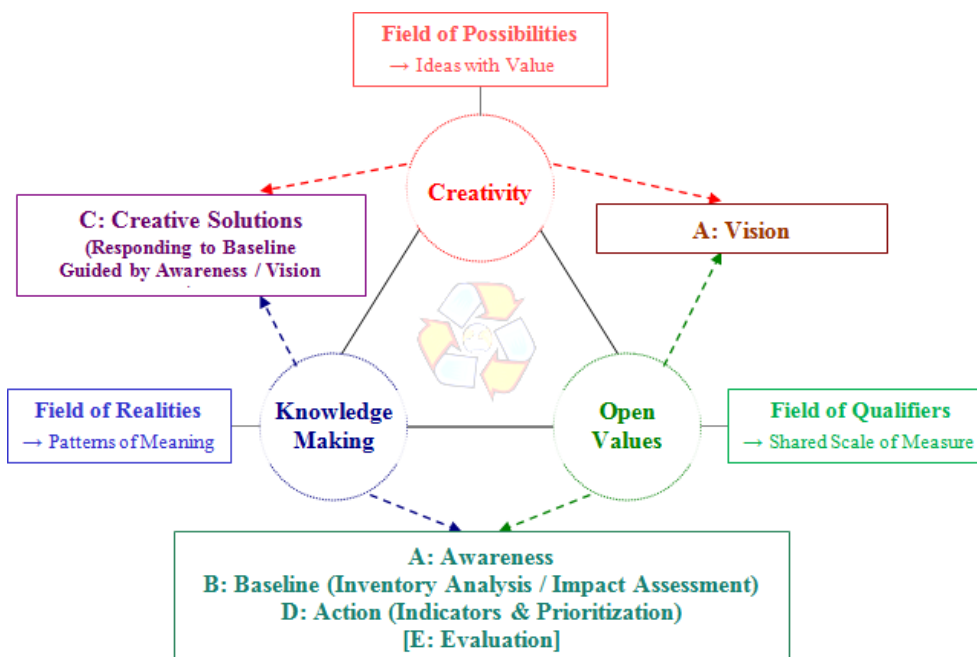 Field of Possibilities
→ Ideas with Value
Creativity
C: Creative Solutions
(Responding to Baseline
Guided by Awareness / Vision
A: Vision
Field of Realities
→ Patterns of Meaning
Knowledge
Making
Open
Values
Field of Qualifiers
→ Shared Scale of Measure
A: Awareness
B: Baseline (Inventory Analysis / Impact Assessment)
D: Action (Indicators & Prioritization)
[E: Evaluation]